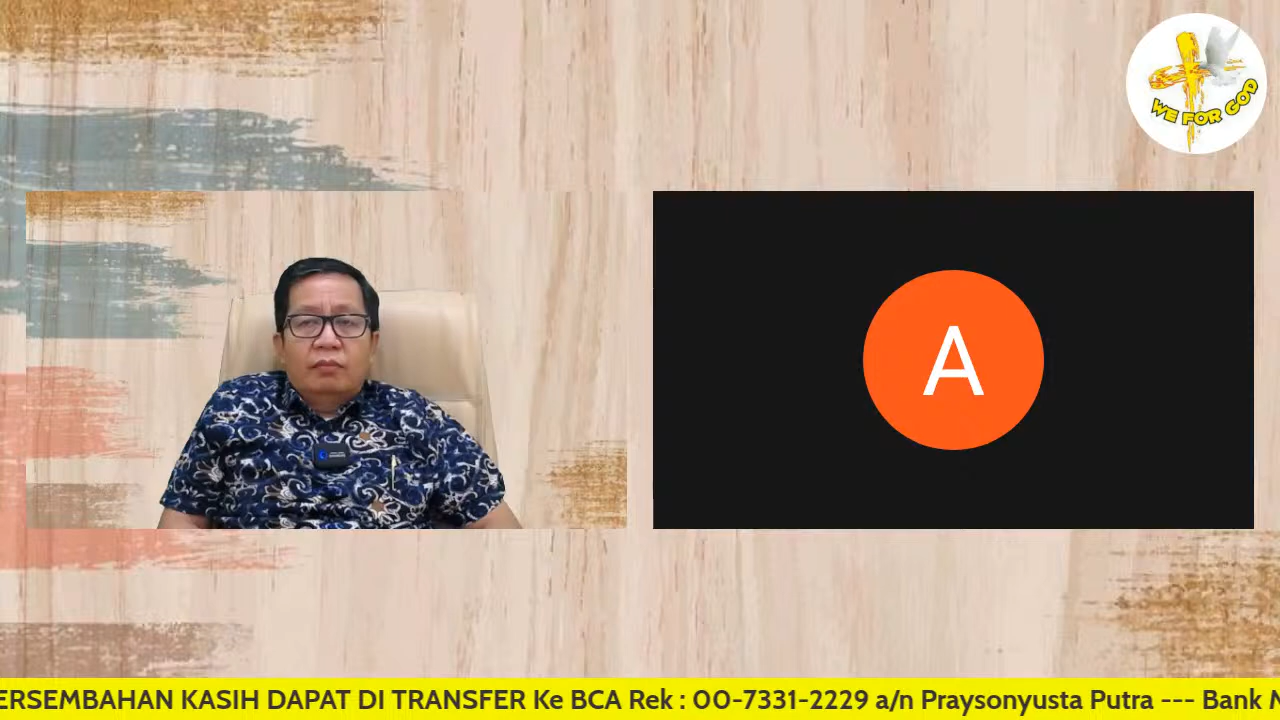 WE FOR GOD
A
ERSEMBAHAN KASIH DAPAT DI TRANSFER Ke BCA Rek : 00-7331-2229 a/n Praysonyusta Putra --- Bank M